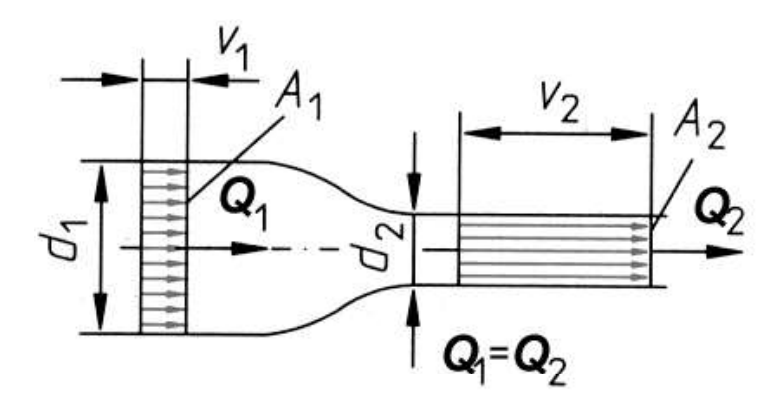 v₁
A₁
v₂
A₂
Q₁
Q₂
d₁
d₂
Q₁=Q₂